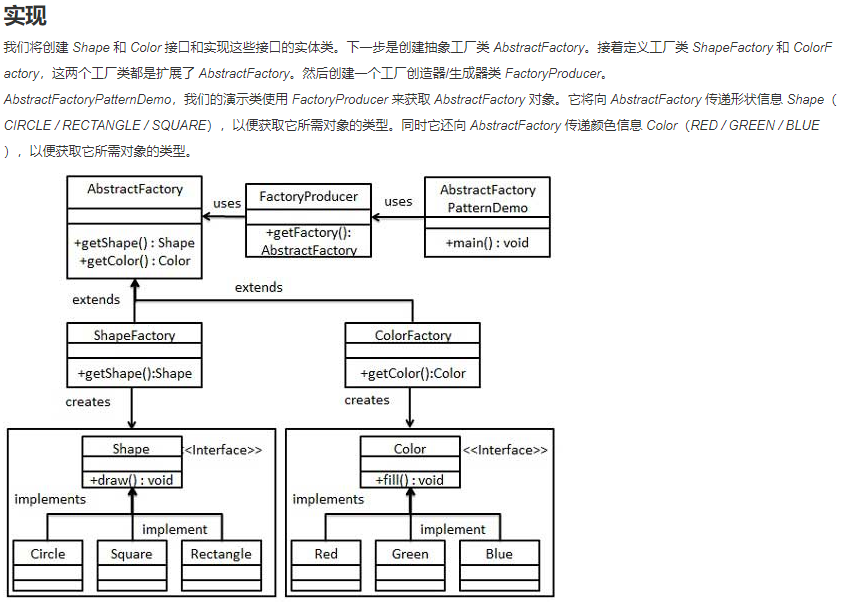 实现
我们将创建 Shape 和 Color 接口和实现这些接口的实体类。下一步是创建抽象工厂类 AbstractFactory。接着定义工厂类 ShapeFactory 和 ColorF
actory，这两个工厂类都是扩展了 AbstractFactory。然后创建一个工厂创造器/生成器类 FactoryProducer。
AbstractFactoryPatternDemo，我们的演示类使用 FactoryProducer 来获取 AbstractFactory 对象。它将向 AbstractFactory 传递形状信息 Shape（
CIRCLE / RECTANGLE / SQUARE），以便获取它所需对象的类型。同时它还向 AbstractFactory 传递颜色信息 Color（RED / GREEN / BLUE
），以便获取它所需对象的类型。
AbstractFactory
+getShape() : Shape
+getColor() : Color
uses
FactoryProducer
+getFactory():
AbstractFactory
uses
AbstractFactory
PatternDemo
+main() : void
extends
extends
ShapeFactory
+getShape():Shape
ColorFactory
+getColor():Color
creates
creates
Shape
<<Interface>>
+draw() : void
implements
implement
Circle
Square
Rectangle
Color
<<Interface>>
+fill() : void
implements
implement
Red
Green
Blue